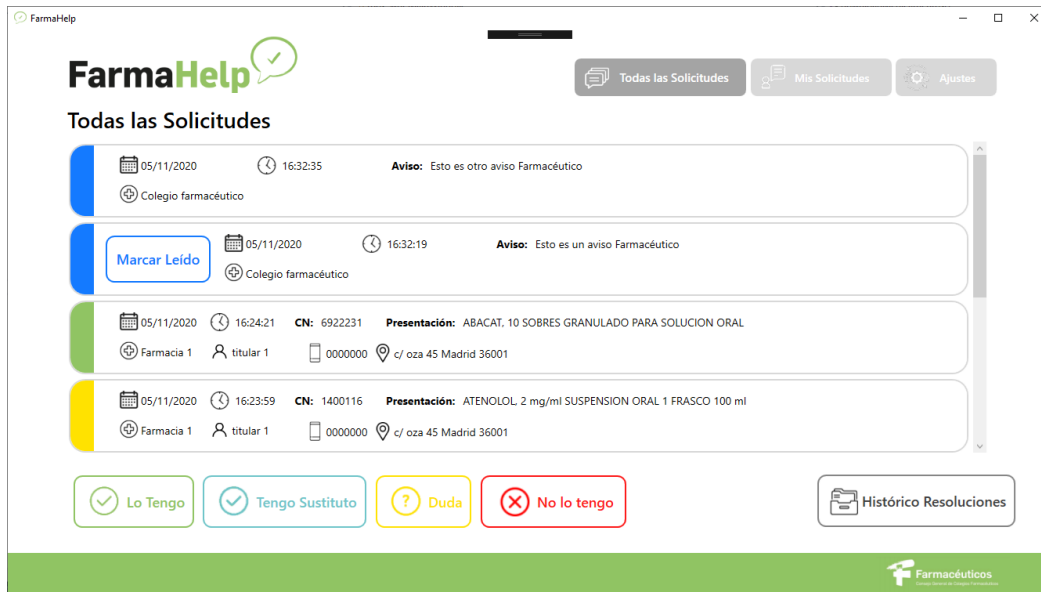 FarmaHelp
FarmaHelp
Todas las Solicitudes
Mis Solicitudes
Ajustes
Todas las Solicitudes
05/11/2020 16:32:35 Aviso: Esto es otro aviso Farmacéutico
Colegio farmacéutico
Marcar Leído
05/11/2020 16:32:19 Aviso: Esto es un aviso Farmacéutico
Colegio farmacéutico
05/11/2020 16:24:21 CN: 6922231 Presentación: ABACAT, 10 SOBRES GRANULADO PARA SOLUCION ORAL
Farmacia 1 titular 1 0000000 c/ oza 45 Madrid 36001
05/11/2020 16:23:59 CN: 1400116 Presentación: ATENOLOL, 2 mg/ml SUSPENSION ORAL 1 FRASCO 100 ml
Farmacia 1 titular 1 0000000 c/ oza 45 Madrid 36001
Lo Tengo
Tengo Sustituto
? Duda
No lo tengo
Histórico Resoluciones
Farmacéuticos
Consejo General de Colegios Farmacéuticos